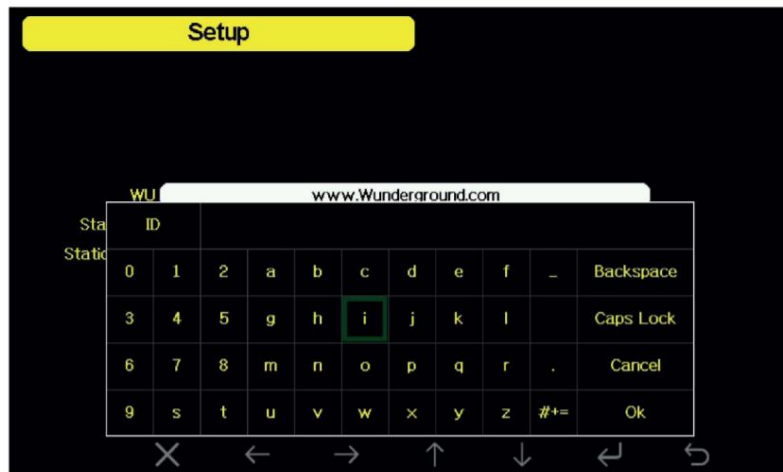 Setup
WU www.Wunderground.com
Sta ID
Static
0 1 2 a b c d e f _ Backspace
3 4 5 g h i j k l Caps Lock
6 7 8 m n o p q r . Cancel
9 s t u v w x y z #+= Ok